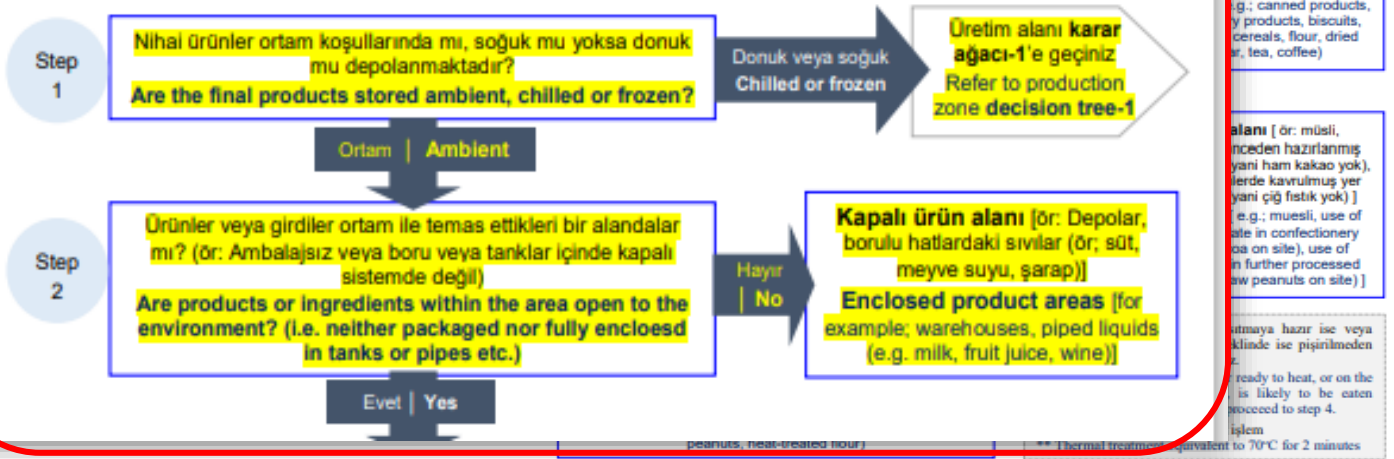 Step
1
Nihai ürünler ortam koşullarında mı, soğuk mu yoksa donuk
mu depolanmaktadır?
Are the final products stored ambient, chilled or frozen?
Donuk veya soğuk
Chilled or frozen
Üretim alanı karar
ağacı-1'e geçiniz
Refer to production
zone decision tree-1
Ortam | Ambient
Step
2
Ürünler veya girdiler ortam ile temas ettikleri bir alandalar
mı? (ör: Ambalajsız veya boru veya tanklar içinde kapalı
sistemde değil)
Are products or ingredients within the area open to the
environment? (i.e. neither packaged nor fully encloesd
in tanks or pipes etc.)
Hayır
| No
Kapalı ürün alanı [ör: Depolar,
borulu hatlardaki sıvılar (ör; süt,
meyve suyu, şarap)]
Enclosed product areas [for
example; warehouses, piped liquids
(e.g. milk, fruit juice, wine)]
Evet | Yes
e.g.; canned products,
y products, biscuits,
cereals, flour, dried
ar, tea, coffee)
alanı [ ör: müsli,
nceden hazırlanmış
yani ham kakao yok),
lerde kavrulmuş yer
yani çiğ fıstık yok) ]
e.g.; muesli, use of
ate in confectionery
oa on site), use of
n further processed
aw peanuts on site) ]
ısıtmaya hazır ise veya
klinde ise pişirilmeden
z.
ready to heat, or on the
is likely to be eaten
proceeed to step 4.
işlem
** Thermal treatment equivalent to 70°C for 2 minutes
peanuts, heat-treated flour)